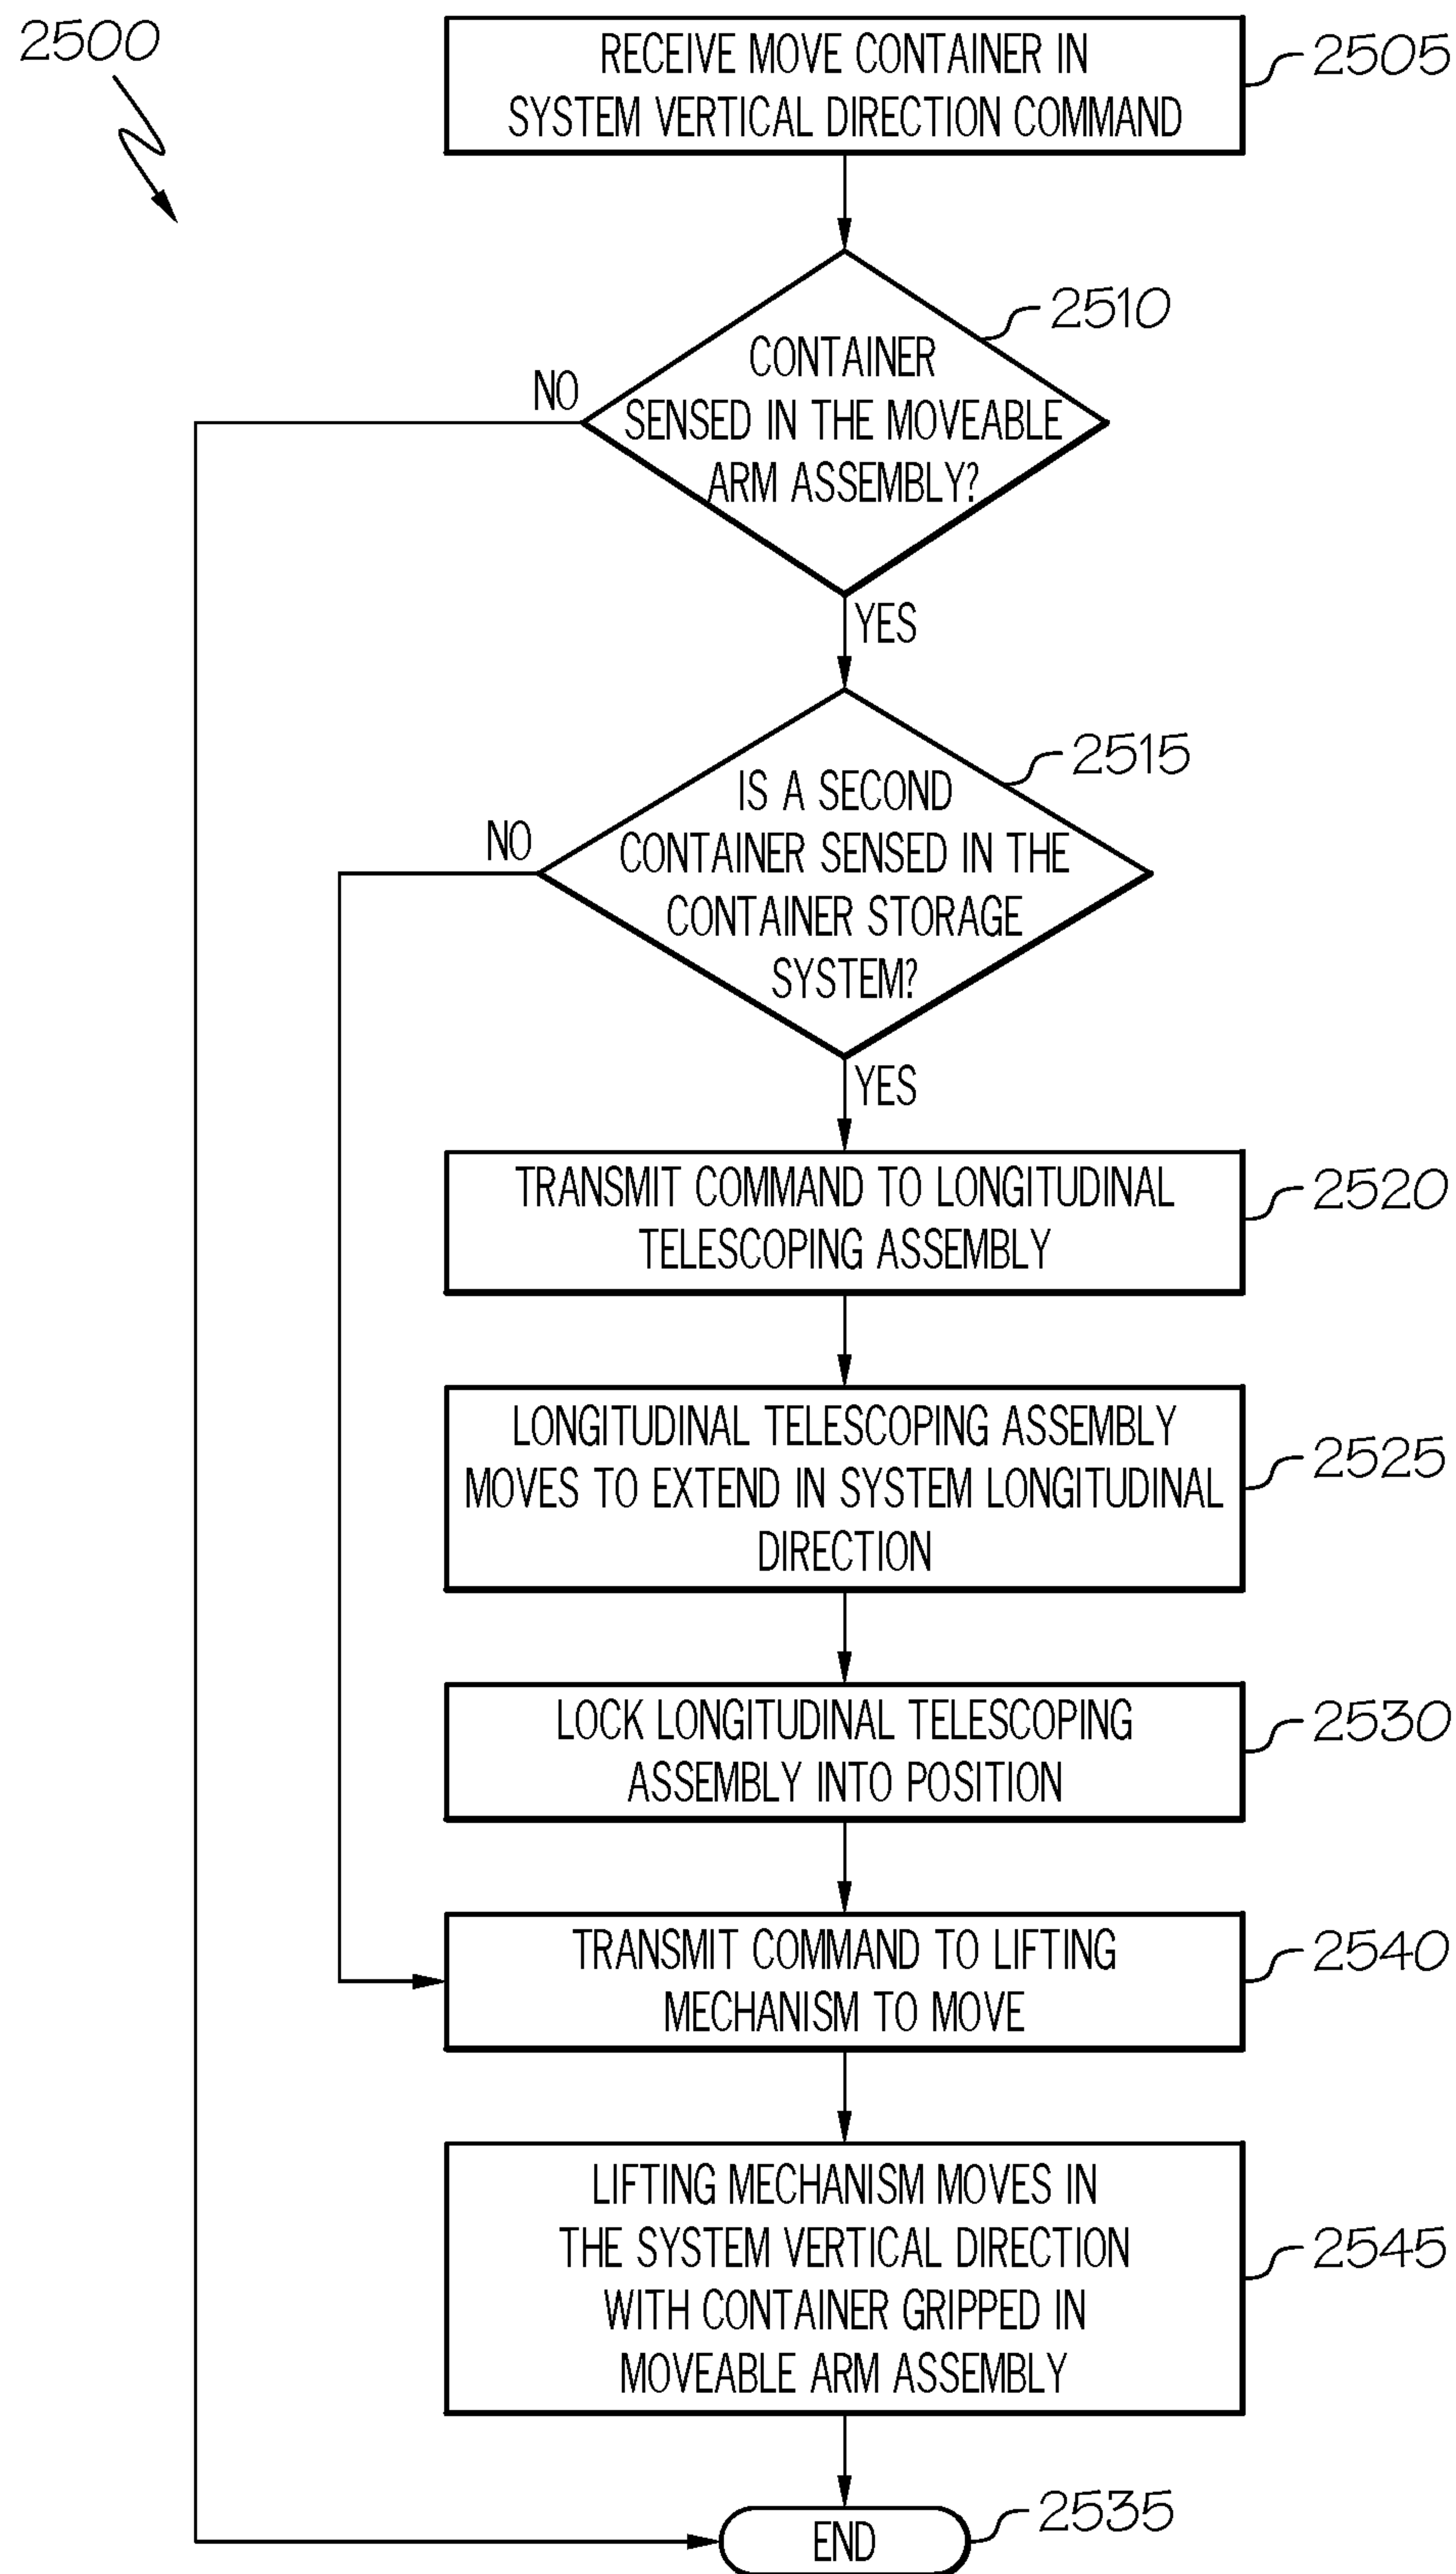 2500
RECEIVE MOVE CONTAINER IN
SYSTEM VERTICAL DIRECTION COMMAND
2505
2510
CONTAINER
SENSED IN THE MOVEABLE
ARM ASSEMBLY?
NO
YES
2515
IS A SECOND
CONTAINER SENSED IN THE
CONTAINER STORAGE
SYSTEM?
NO
YES
TRANSMIT COMMAND TO LONGITUDINAL
TELESCOPING ASSEMBLY
2520
LONGITUDINAL TELESCOPING ASSEMBLY
MOVES TO EXTEND IN SYSTEM LONGITUDINAL
DIRECTION
2525
LOCK LONGITUDINAL TELESCOPING
ASSEMBLY INTO POSITION
2530
TRANSMIT COMMAND TO LIFTING
MECHANISM TO MOVE
2540
LIFTING MECHANISM MOVES IN
THE SYSTEM VERTICAL DIRECTION
WITH CONTAINER GRIPPED IN
MOVEABLE ARM ASSEMBLY
2545
END
2535